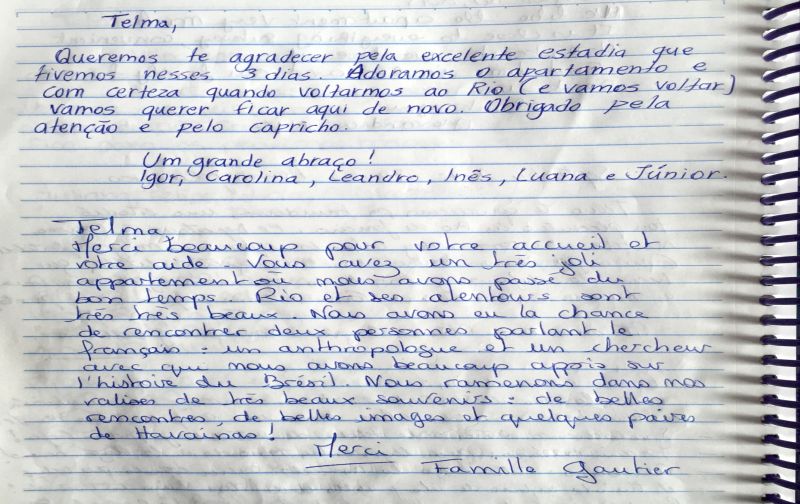 Telma,
Queremos te agradecer pela excelente estadia que
tivemos nesses 3 dias. Adoramos o apartamento e
com certeza quando voltarmos ao Rio (e vamos voltar)
vamos querer ficar aqui de novo. Obrigado pela
atenção e pelo capricho.
Um grande abraço!
Igor, Carolina, Leandro, Inês, Luana e Júnior.
Telma,
Merci beaucoup pour votre accueil et
votre aide. Vous avez un très joli
appartement où nous avons passé du
bon temps. Rio et ses alentours sont
très très beaux. Nous avons eu la chance
de rencontrer deux personnes parlant le
français : un anthropologue et un chercheur
avec qui nous avons beaucoup appris sur
l'histoire du Brésil. Nous ramenons dans nos
valises de très beaux souvenirs : de belles
rencontres, de belles images et quelques paires
de Havainas!
Merci
Famille Gautier